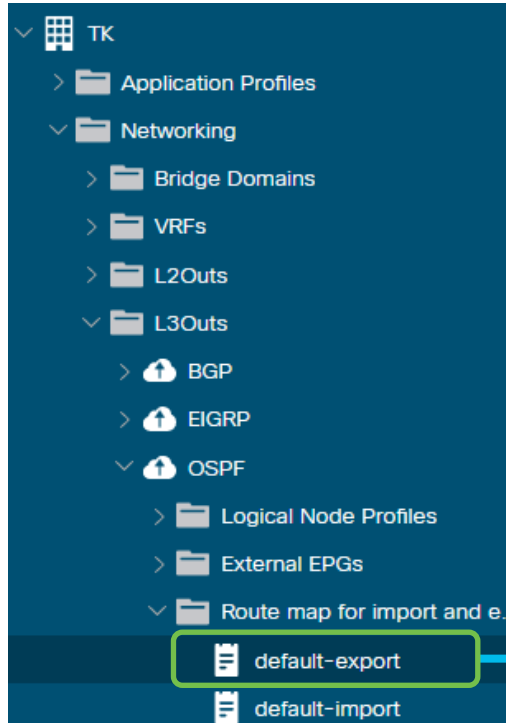 TK
Application Profiles
Networking
Bridge Domains
VRFs
L2Outs
L3Outs
BGP
EIGRP
OSPF
Logical Node Profiles
External EPGs
Route map for import and e.
default-export
default-import